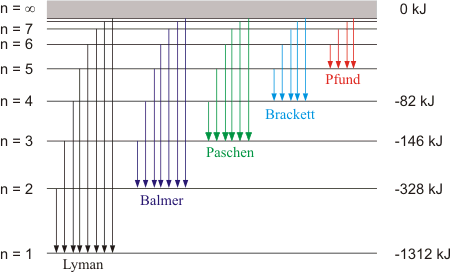 n = ∞ 0 kJ
n = 7
n = 6
n = 5
Pfund
n = 4 -82 kJ
Brackett
n = 3 -146 kJ
Paschen
n = 2 -328 kJ
Balmer
n = 1 -1312 kJ
Lyman